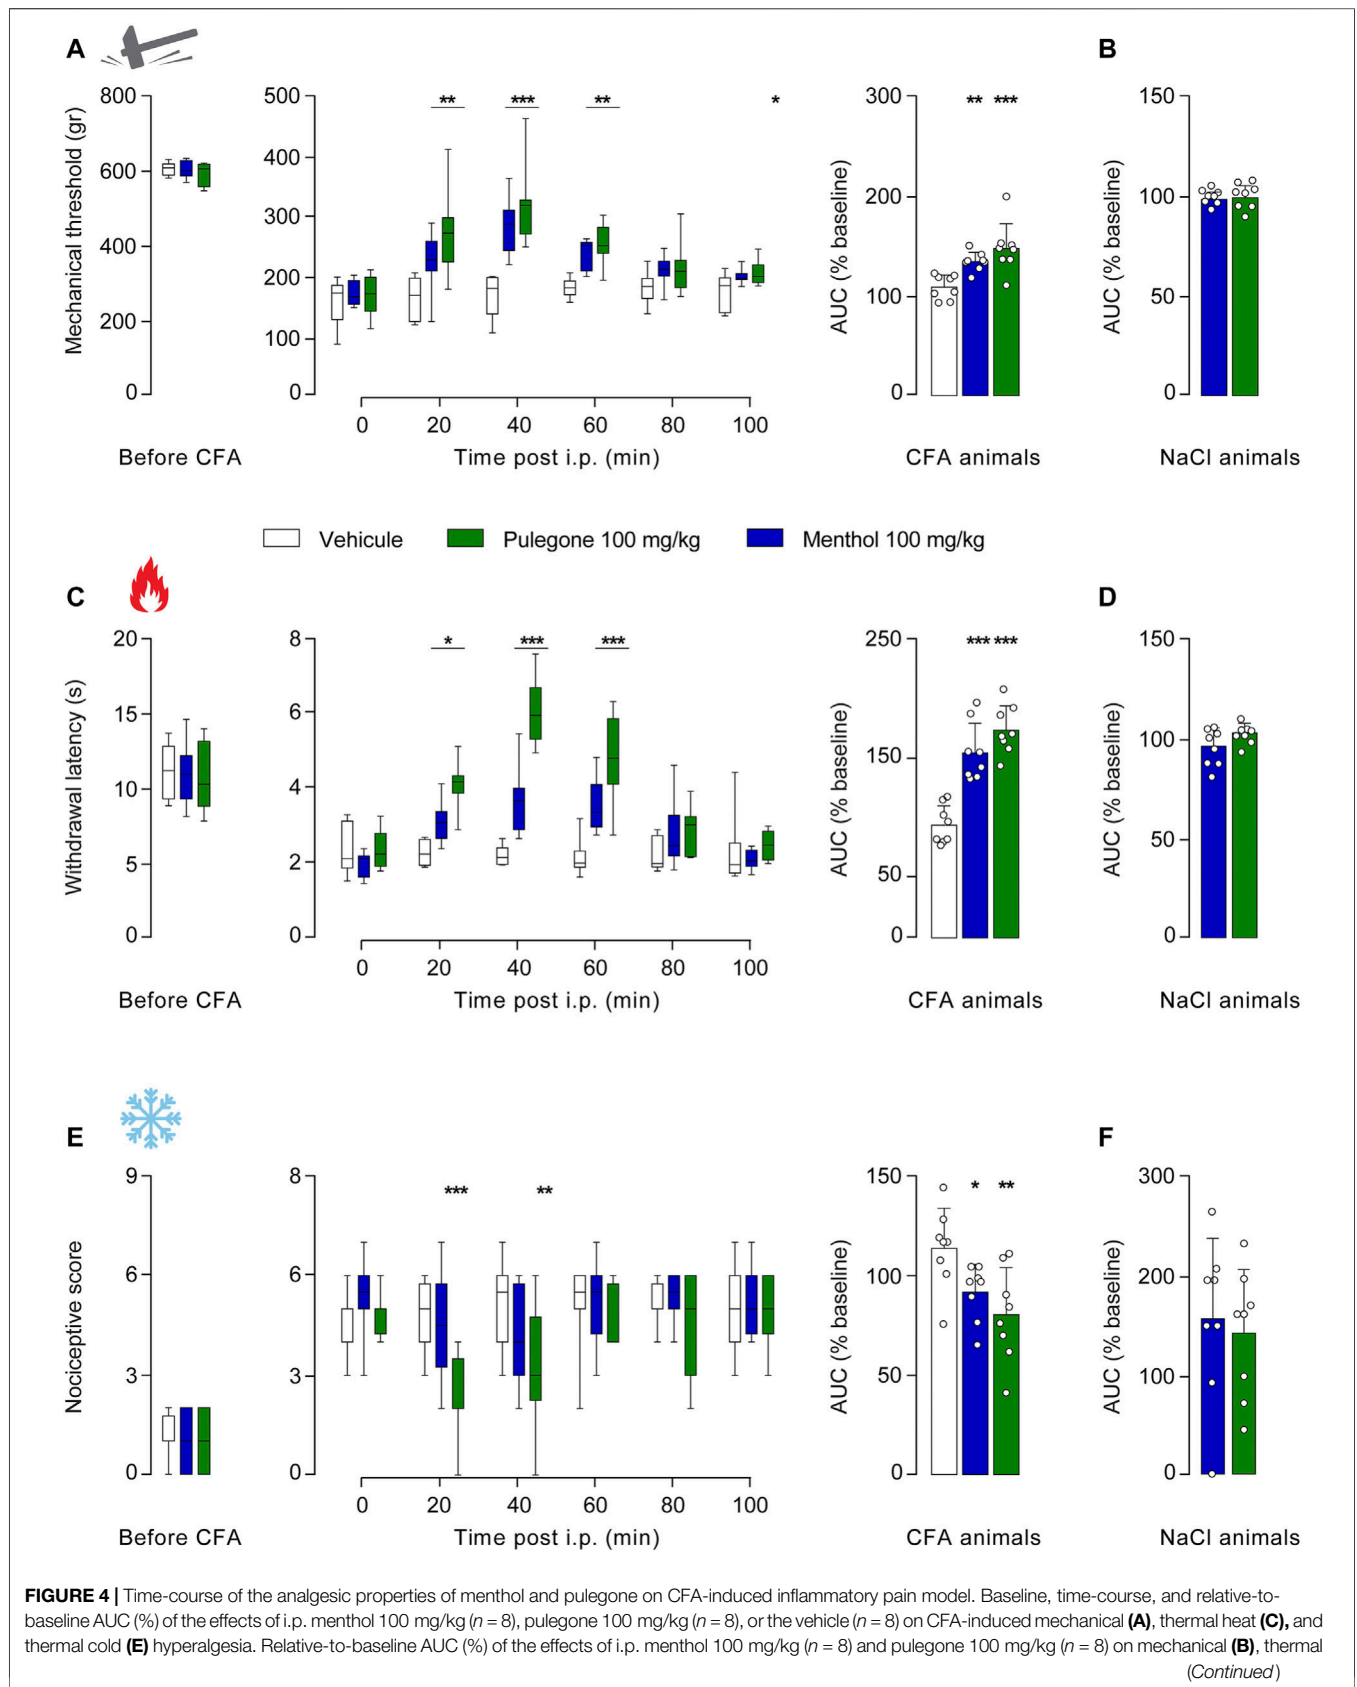 A
B
Mechanical threshold (gr)
800
600
400
200
0
Before CFA
500
400
300
200
100
0
** *** ** *
0 20 40 60 80 100
Time post i.p. (min)
AUC (% baseline)
300
200
100
0
** ***
CFA animals
AUC (% baseline)
150
100
50
0
NaCl animals
Vehicule Pulegone 100 mg/kg Menthol 100 mg/kg
C
D
Withdrawal latency (s)
20
15
10
5
0
Before CFA
8
6
4
2
0
* *** ***
0 20 40 60 80 100
Time post i.p. (min)
AUC (% baseline)
250
150
50
0
*** ***
CFA animals
AUC (% baseline)
150
100
50
0
NaCl animals
E
F
Nociceptive score
9
6
3
0
Before CFA
8
6
3
0
*** **
0 20 40 60 80 100
Time post i.p. (min)
AUC (% baseline)
150
100
50
0
* **
CFA animals
AUC (% baseline)
300
200
100
0
NaCl animals
FIGURE 4 | Time-course of the analgesic properties of menthol and pulegone on CFA-induced inflammatory pain model. Baseline, time-course, and relative-to-
baseline AUC (%) of the effects of i.p. menthol 100 mg/kg (n = 8), pulegone 100 mg/kg (n = 8), or the vehicle (n = 8) on CFA-induced mechanical (A), thermal heat (C), and
thermal cold (E) hyperalgesia. Relative-to-baseline AUC (%) of the effects of i.p. menthol 100 mg/kg (n = 8) and pulegone 100 mg/kg (n = 8) on mechanical (B), thermal
(Continued)